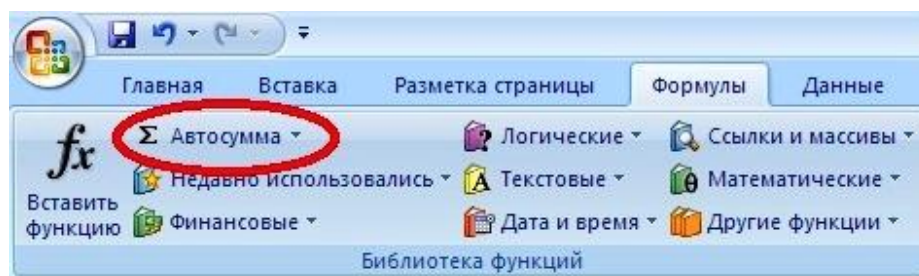 Главная Вставка Разметка страницы Формулы Данные
fx Σ Автосумма Логические Ссылки и массивы
Недавно использовались Текстовые Математические
Вставить функцию Финансовые Дата и время Другие функции
Библиотека функций